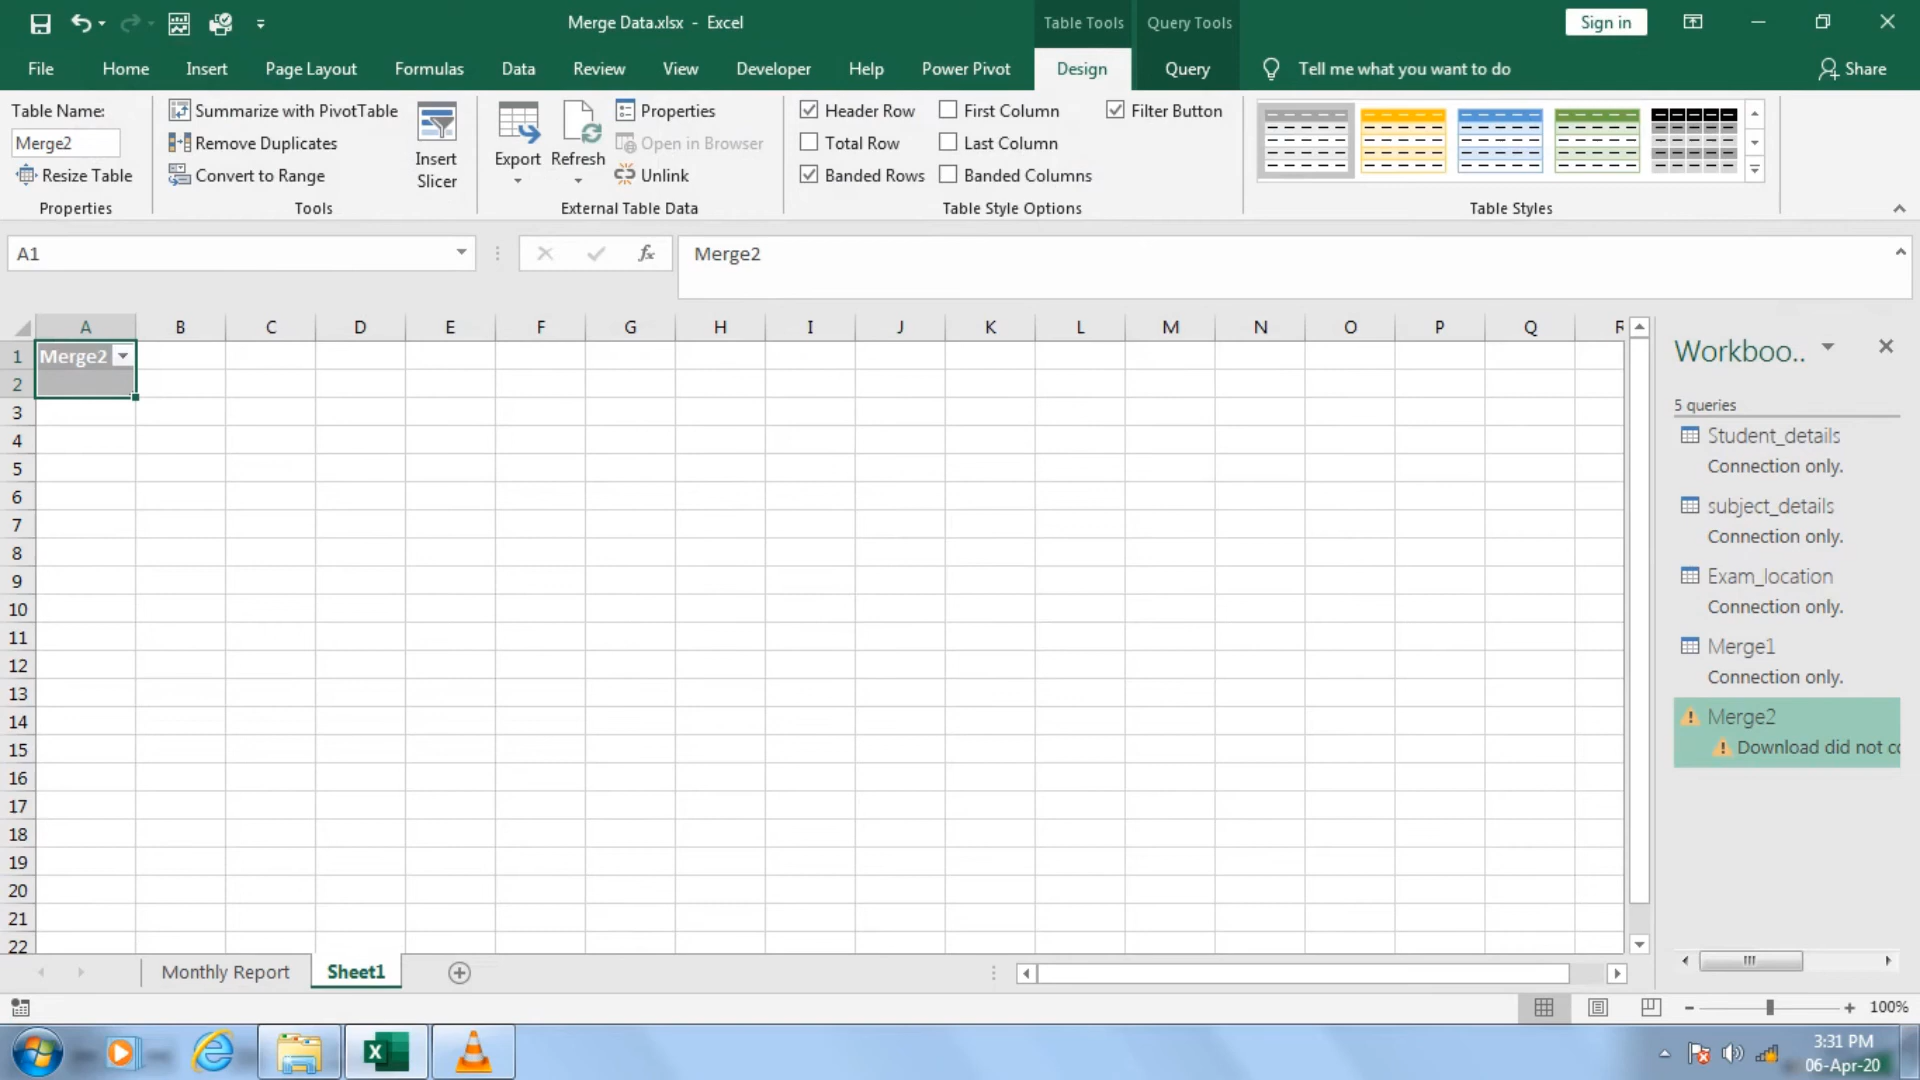 Merge Data.xlsx - Excel
Table Tools
Query Tools
Sign in
File
Home
Insert
Page Layout
Formulas
Data
Review
View
Developer
Help
Power Pivot
Design
Query
Tell me what you want to do
Share
Table Name:
Merge2
Resize Table
Properties
Summarize with PivotTable
Remove Duplicates
Convert to Range
Tools
Insert
Slicer
Export
Refresh
Properties
Open in Browser
Unlink
External Table Data
Header Row
Total Row
Banded Rows
First Column
Last Column
Banded Columns
Filter Button
Table Style Options
Table Styles
A1
fx
Merge2
A B C D E F G H I J K L M N O P Q R
1 Merge2
2
3
4
5
6
7
8
9
10
11
12
13
14
15
16
17
18
19
20
21
22
Workboo..
5 queries
Student_details
Connection only.
subject_details
Connection only.
Exam_location
Connection only.
Merge1
Connection only.
Merge2
Download did not co
Monthly Report
Sheet1
100%
3:31 PM
06-Apr-20